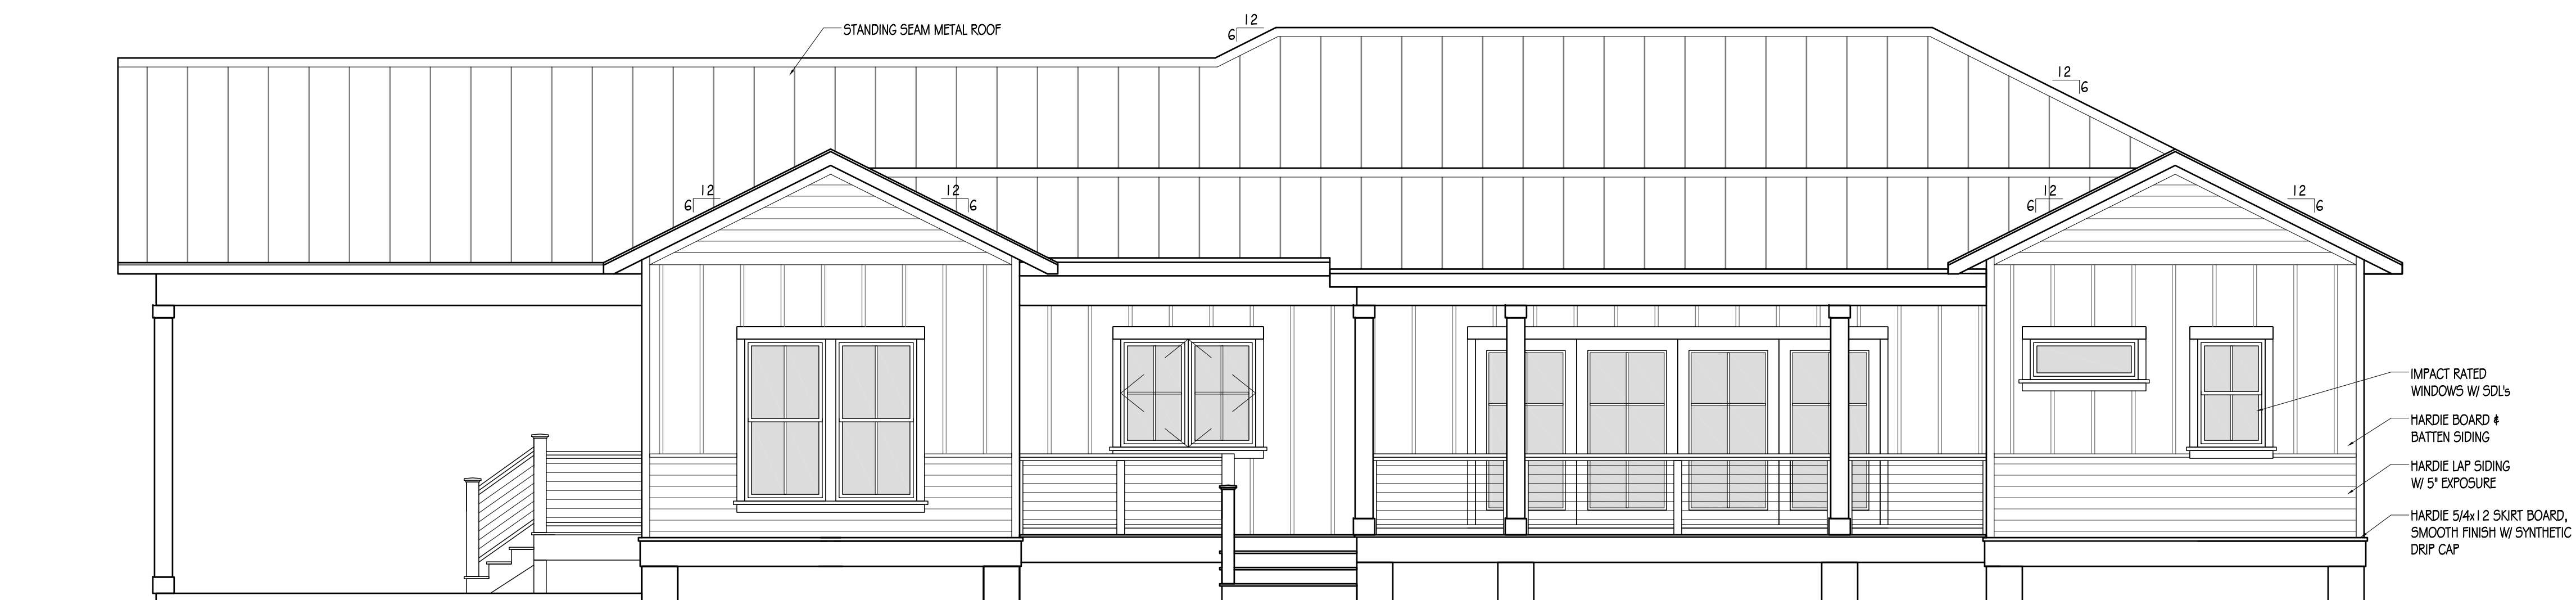 STANDING SEAM METAL ROOF
12
6
12
6
12
6
12
6
12
6
12
6
IMPACT RATED
WINDOWS W/ SDL's
HARDIE BOARD &
BATTEN SIDING
HARDIE LAP SIDING
W/ 5" EXPOSURE
HARDIE 5/4x12 SKIRT BOARD,
SMOOTH FINISH W/ SYNTHETIC
DRIP CAP